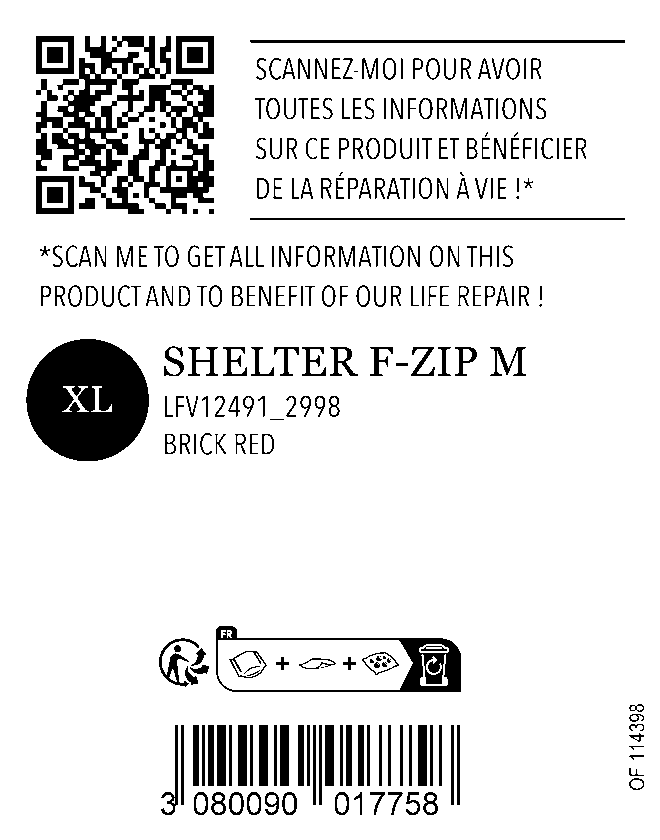 SCANNEZ-MOI POUR AVOIR
TOUTES LES INFORMATIONS
SUR CE PRODUIT ET BÉNÉFICIER
DE LA RÉPARATION À VIE !*
*SCAN ME TO GET ALL INFORMATION ON THIS
PRODUCT AND TO BENEFIT OF OUR LIFE REPAIR !
XL
SHELTER F-ZIP M
LFV12491_2998
BRICK RED
FR
+ +
3 080090 017758
OF 114398